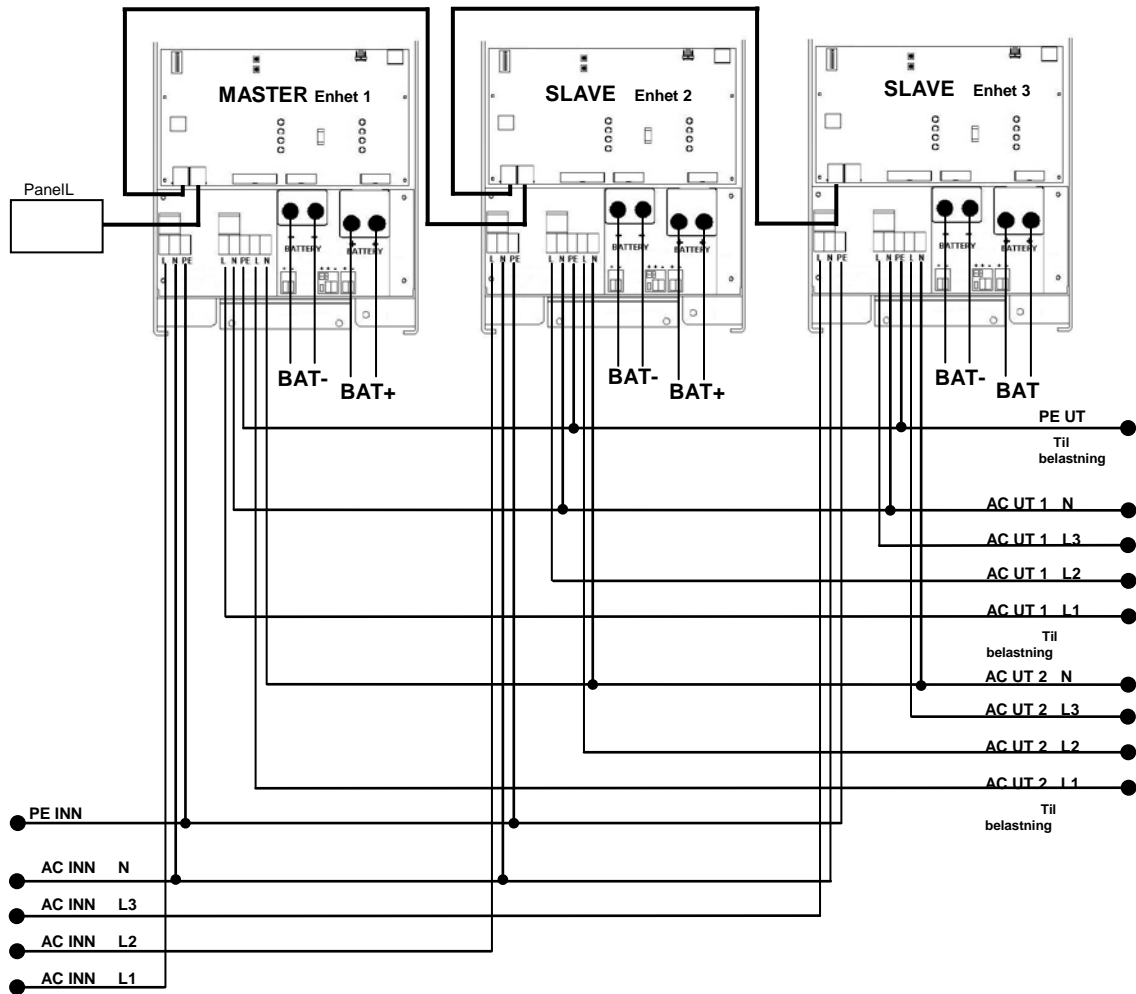 MASTER Enhet 1
SLAVE Enhet 2
SLAVE Enhet 3
PanelL
BATTERY
BATTERY
BATTERY
BATTERY
BATTERY
BATTERY
L N PE
L N PE L N
L N PE
L N PE L N
L N PE
L N PE L N
BAT-
BAT+
BAT-
BAT+
BAT-
BAT
PE UT
Til
belastning
AC UT 1 N
AC UT 1 L3
AC UT 1 L2
AC UT 1 L1
Til
belastning
AC UT 2 N
AC UT 2 L3
AC UT 2 L2
AC UT 2 L1
Til
belastning
PE INN
AC INN N
AC INN L3
AC INN L2
AC INN L1